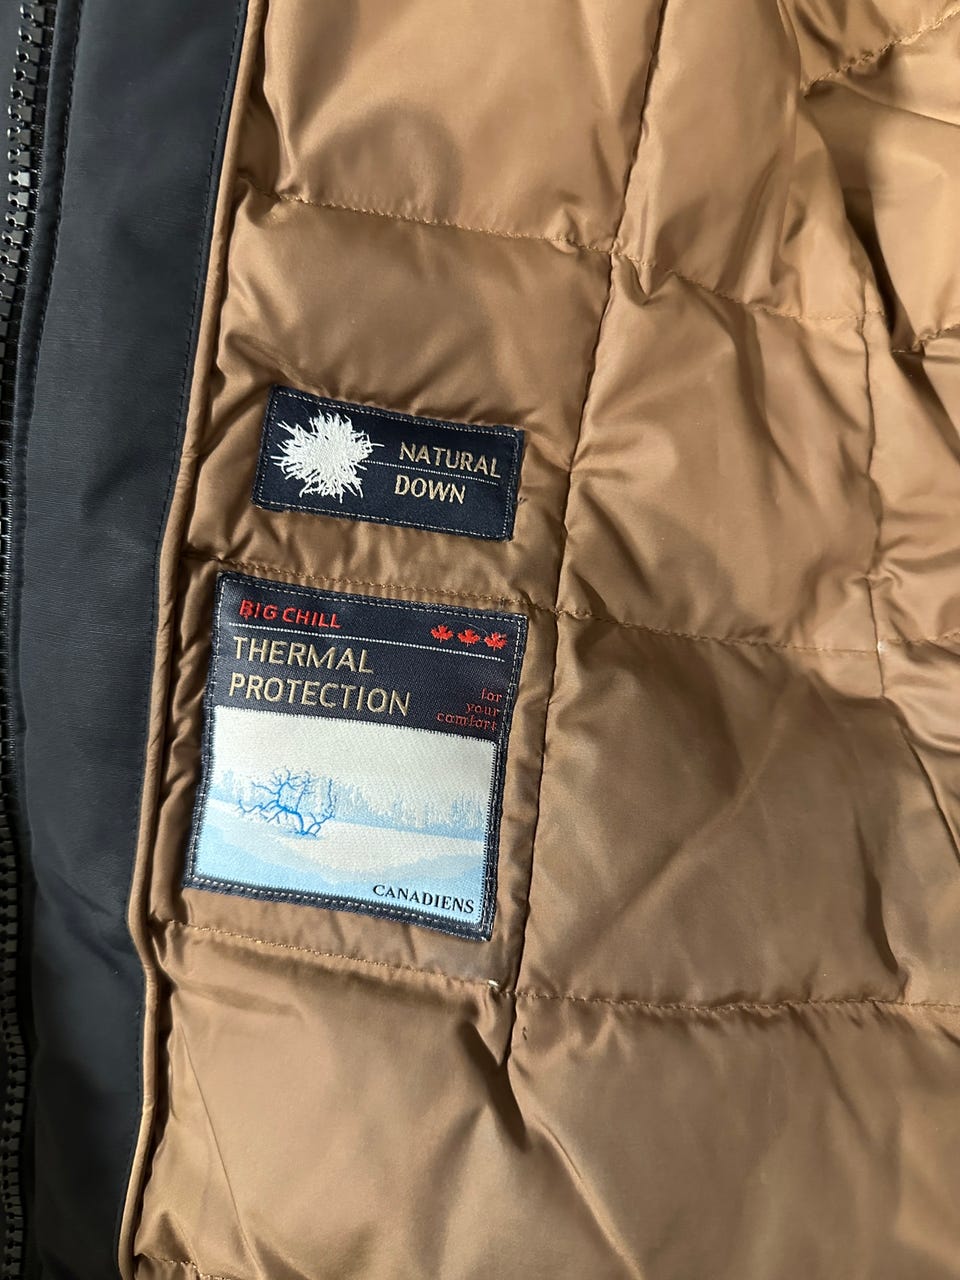 NATURAL
DOWN
BIG CHILL
THERMAL
PROTECTION
for
your
comfort
CANADIENS